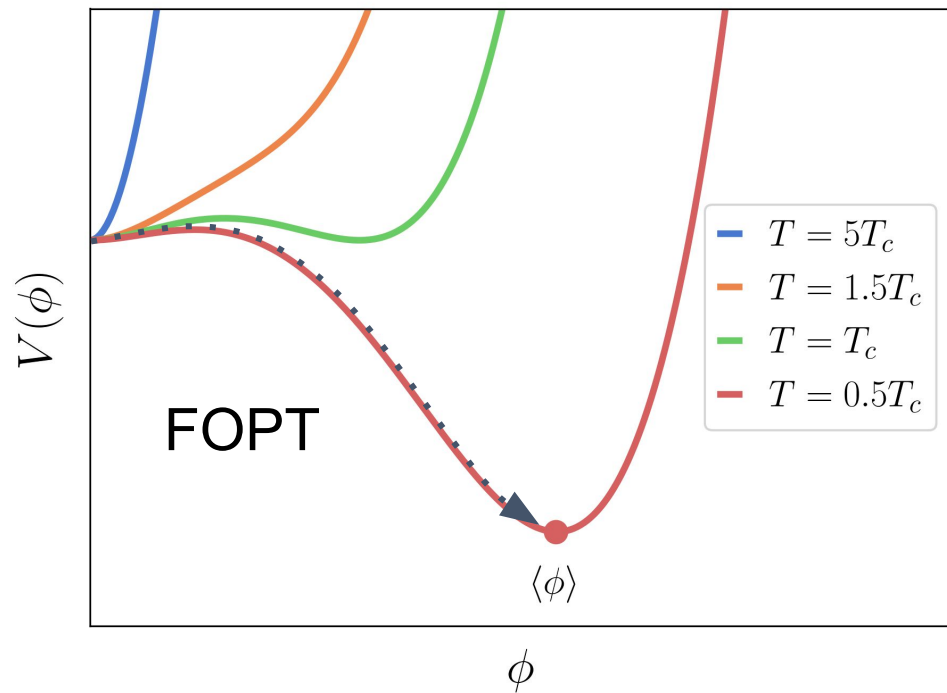 V(ϕ)
T = 5T_c
T = 1.5T_c
T = T_c
T = 0.5T_c
FOPT
⟨ϕ⟩
ϕ